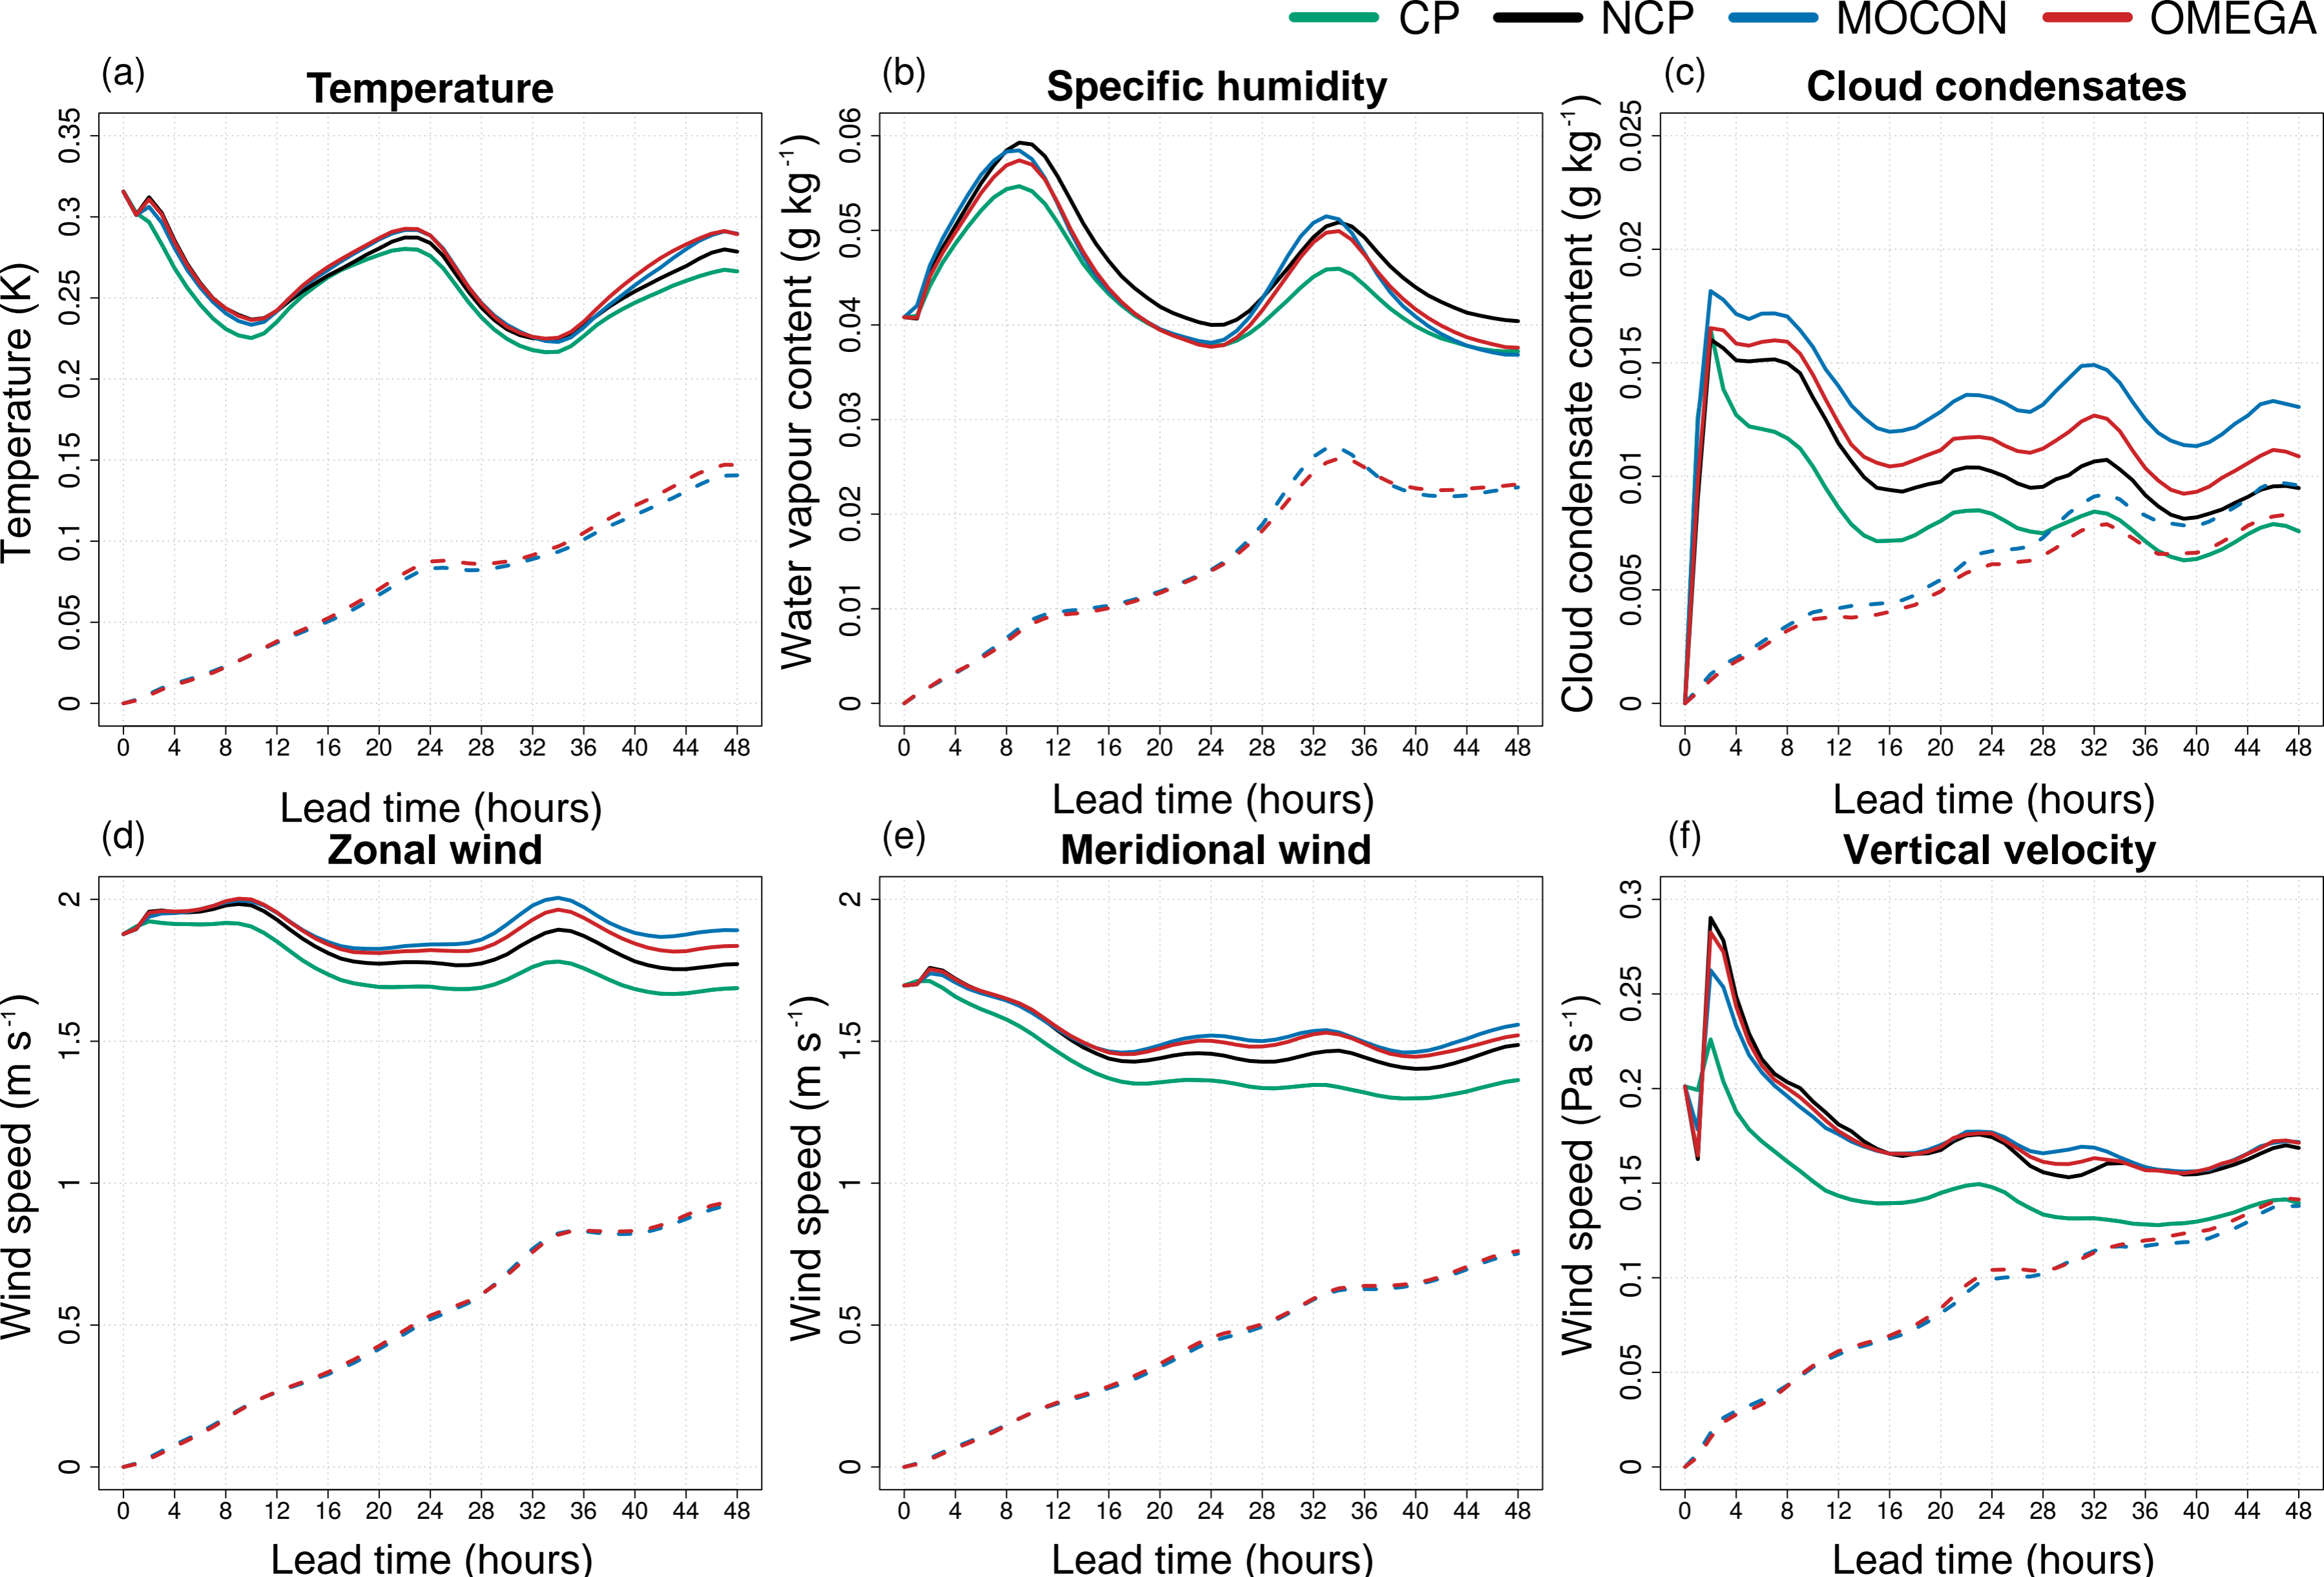 CP NCP MOCON OMEGA
(a) Temperature
Temperature (K)
0 0.05 0.1 0.15 0.2 0.25 0.3 0.35
0 4 8 12 16 20 24 28 32 36 40 44 48
Lead time (hours)
(b) Specific humidity
Water vapour content (g kg⁻¹)
0 0.01 0.02 0.03 0.04 0.05 0.06
0 4 8 12 16 20 24 28 32 36 40 44 48
Lead time (hours)
(c) Cloud condensates
Cloud condensate content (g kg⁻¹)
0 0.005 0.01 0.015 0.02 0.025
0 4 8 12 16 20 24 28 32 36 40 44 48
Lead time (hours)
(d) Zonal wind
Wind speed (m s⁻¹)
0 0.5 1 1.5 2
0 4 8 12 16 20 24 28 32 36 40 44 48
Lead time (hours)
(e) Meridional wind
Wind speed (m s⁻¹)
0 0.5 1 1.5 2
0 4 8 12 16 20 24 28 32 36 40 44 48
Lead time (hours)
(f) Vertical velocity
Wind speed (Pa s⁻¹)
0 0.05 0.1 0.15 0.2 0.25 0.3
0 4 8 12 16 20 24 28 32 36 40 44 48
Lead time (hours)